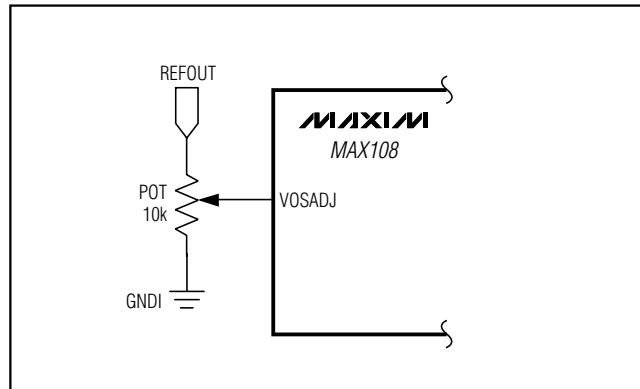 REFOUT
MAXIM
MAX108
POT
10k
VOSADJ
GNDI